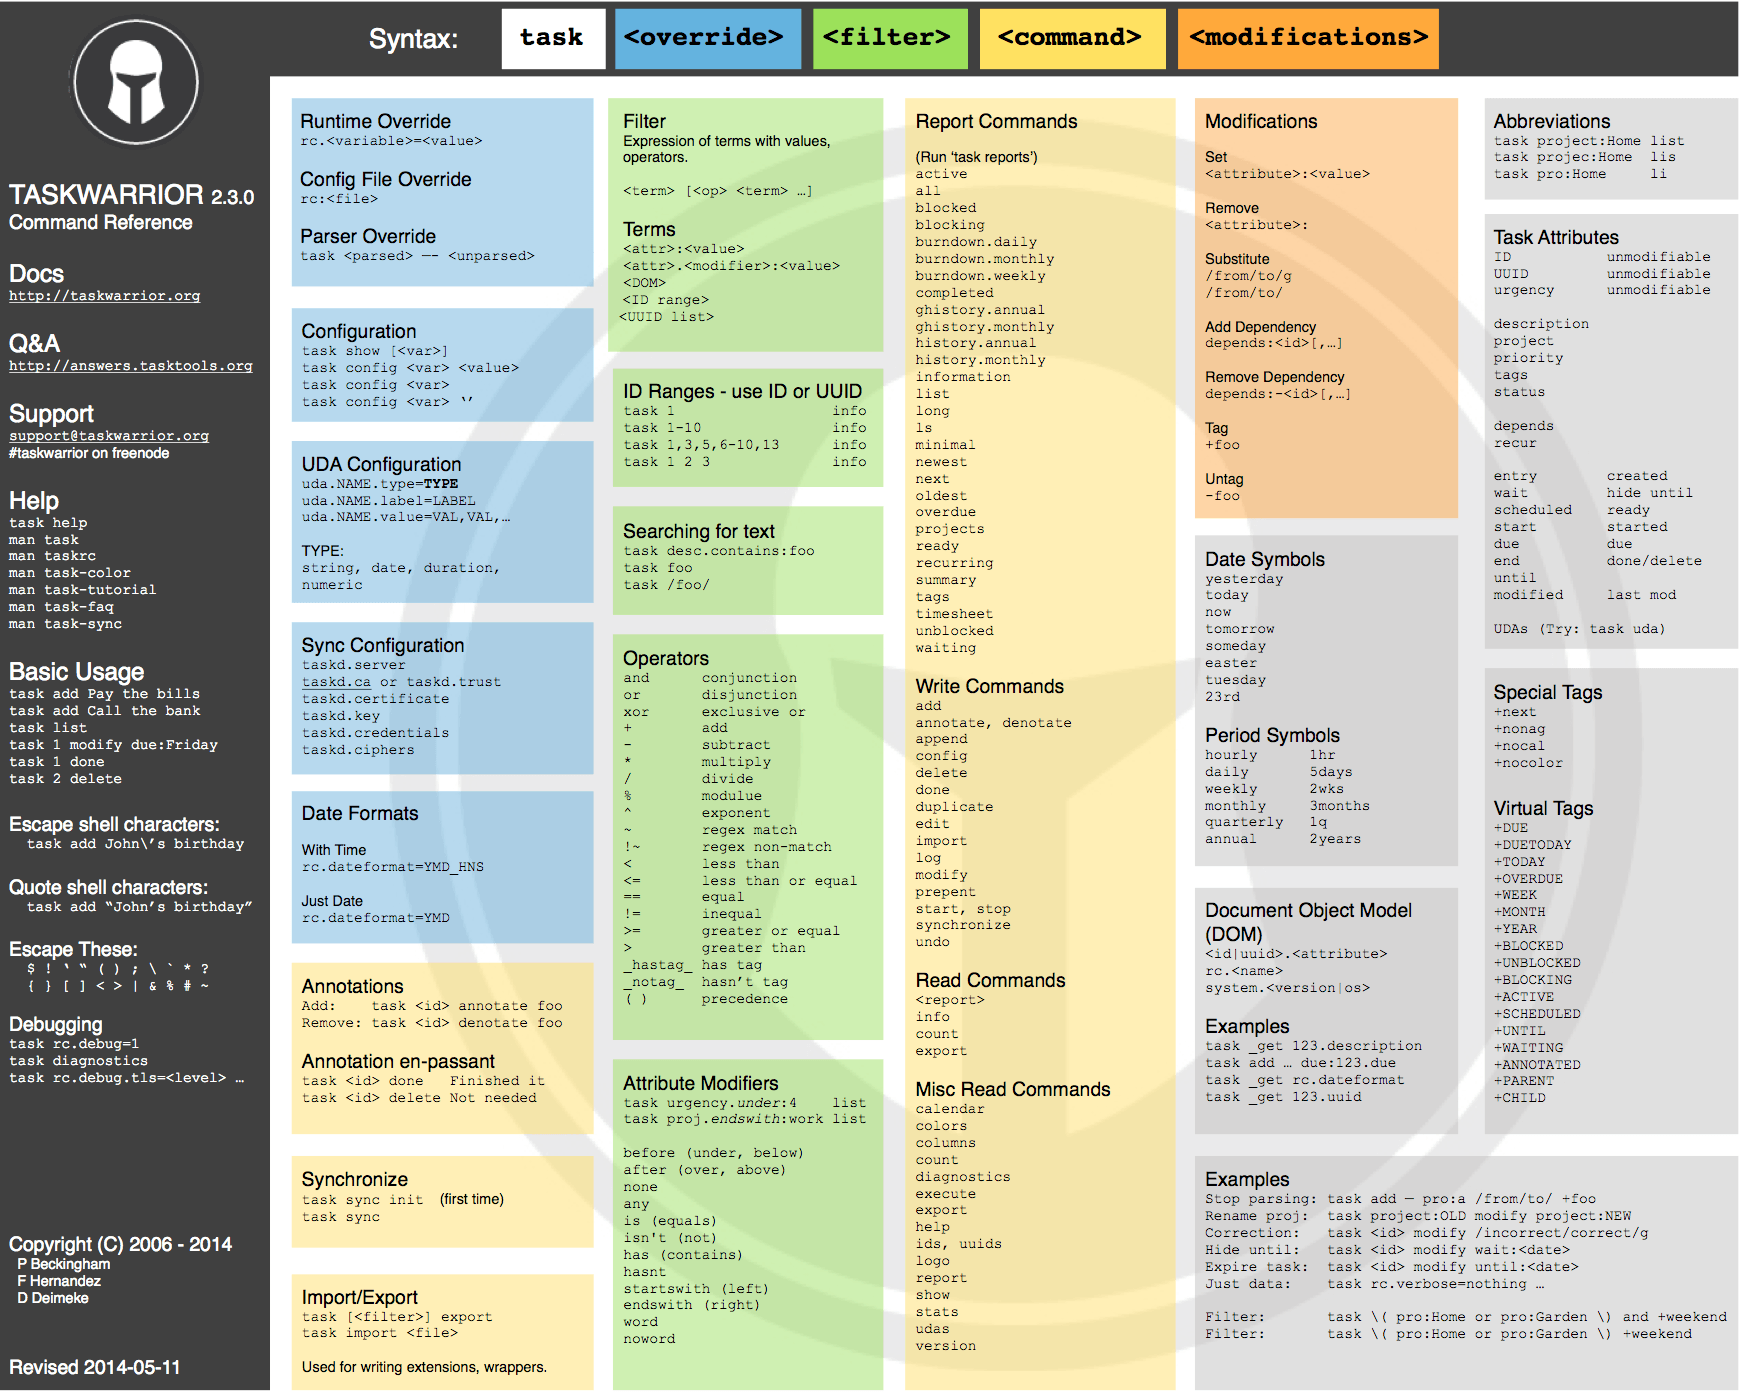 Syntax: task <override> <filter> <command> <modifications>
TASKWARRIOR 2.3.0
Command Reference
Docs
http://taskwarrior.org
Q&A
http://answers.tasktools.org
Support
support@taskwarrior.org
#taskwarrior on freenode
Help
task help
man task
man taskrc
man task-color
man task-tutorial
man task-faq
man task-sync
Basic Usage
task add Pay the bills
task add Call the bank
task list
task 1 modify due:Friday
task 1 done
task 2 delete
Escape shell characters:
task add John\’s birthday
Quote shell characters:
task add “John’s birthday”
Escape These:
$ ! ‘ “ ( ) ; \ ` * ?
{ } [ ] < > | & % # ~
Debugging
task rc.debug=1
task diagnostics
task rc.debug.tls=<level> …
Copyright (C) 2006 - 2014
P Beckingham
F Hernandez
D Deimeke
Revised 2014-05-11
Runtime Override
rc.<variable>=<value>
Config File Override
rc:<file>
Parser Override
task <parsed> —- <unparsed>
Configuration
task show [<var>]
task config <var> <value>
task config <var>
task config <var> ‘’
UDA Configuration
uda.NAME.type=TYPE
uda.NAME.label=LABEL
uda.NAME.value=VAL,VAL,…
TYPE:
string, date, duration,
numeric
Sync Configuration
taskd.server
taskd.ca or taskd.trust
taskd.certificate
taskd.key
taskd.credentials
taskd.ciphers
Date Formats
With Time
rc.dateformat=YMD_HNS
Just Date
rc.dateformat=YMD
Annotations
Add: task <id> annotate foo
Remove: task <id> denotate foo
Annotation en-passant
task <id> done Finished it
task <id> delete Not needed
Synchronize
task sync init (first time)
task sync
Import/Export
task [<filter>] export
task import <file>
Used for writing extensions, wrappers.
Filter
Expression of terms with values,
operators.
<term> [<op> <term> …]
Terms
<attr>:<value>
<attr>.<modifier>:<value>
<DOM>
<ID range>
<UUID list>
ID Ranges - use ID or UUID
task 1 info
task 1-10 info
task 1,3,5,6-10,13 info
task 1 2 3 info
Searching for text
task desc.contains:foo
task foo
task /foo/
Operators
and conjunction
or disjunction
xor exclusive or
+ add
- subtract
* multiply
/ divide
% modulue
^ exponent
~ regex match
!~ regex non-match
< less than
<= less than or equal
== equal
!= inequal
>= greater or equal
> greater than
_hastag_ has tag
_notag_ hasn’t tag
( ) precedence
Attribute Modifiers
task urgency.under:4 list
task proj.endswith:work list
before (under, below)
after (over, above)
none
any
is (equals)
isn't (not)
has (contains)
hasnt
startswith (left)
endswith (right)
word
noword
Report Commands
(Run ‘task reports’)
active
all
blocked
blocking
burndown.daily
burndown.monthly
burndown.weekly
completed
ghistory.annual
ghistory.monthly
history.annual
history.monthly
information
list
long
ls
minimal
newest
next
oldest
overdue
projects
ready
recurring
summary
tags
timesheet
unblocked
waiting
Write Commands
add
annotate, denotate
append
config
delete
done
duplicate
edit
import
log
modify
prepent
start, stop
synchronize
undo
Read Commands
<report>
info
count
export
Misc Read Commands
calendar
colors
columns
count
diagnostics
execute
export
help
ids, uuids
logo
report
show
stats
udas
version
Modifications
Set
<attribute>:<value>
Remove
<attribute>:
Substitute
/from/to/g
/from/to/
Add Dependency
depends:<id>[,…]
Remove Dependency
depends:-<id>[,…]
Tag
+foo
Untag
-foo
Date Symbols
yesterday
today
now
tomorrow
someday
easter
tuesday
23rd
Period Symbols
hourly 1hr
daily 5days
weekly 2wks
monthly 3months
quarterly 1q
annual 2years
Document Object Model
(DOM)
<id|uuid>.<attribute>
rc.<name>
system.<version|os>
Examples
task _get 123.description
task add … due:123.due
task _get rc.dateformat
task _get 123.uuid
Abbreviations
task project:Home list
task projec:Home lis
task pro:Home li
Task Attributes
ID unmodifiable
UUID unmodifiable
urgency unmodifiable
description
project
priority
tags
status
depends
recur
entry created
wait hide until
scheduled ready
start started
due due
end done/delete
until
modified last mod
UDAs (Try: task uda)
Special Tags
+next
+nonag
+nocal
+nocolor
Virtual Tags
+DUE
+DUETODAY
+TODAY
+OVERDUE
+WEEK
+MONTH
+YEAR
+BLOCKED
+UNBLOCKED
+BLOCKING
+ACTIVE
+SCHEDULED
+UNTIL
+WAITING
+ANNOTATED
+PARENT
+CHILD
Examples
Stop parsing: task add — pro:a /from/to/ +foo
Rename proj: task project:OLD modify project:NEW
Correction: task <id> modify /incorrect/correct/g
Hide until: task <id> modify wait:<date>
Expire task: task <id> modify until:<date>
Just data: task rc.verbose=nothing …
Filter: task \( pro:Home or pro:Garden \) and +weekend
Filter: task \( pro:Home or pro:Garden \) +weekend